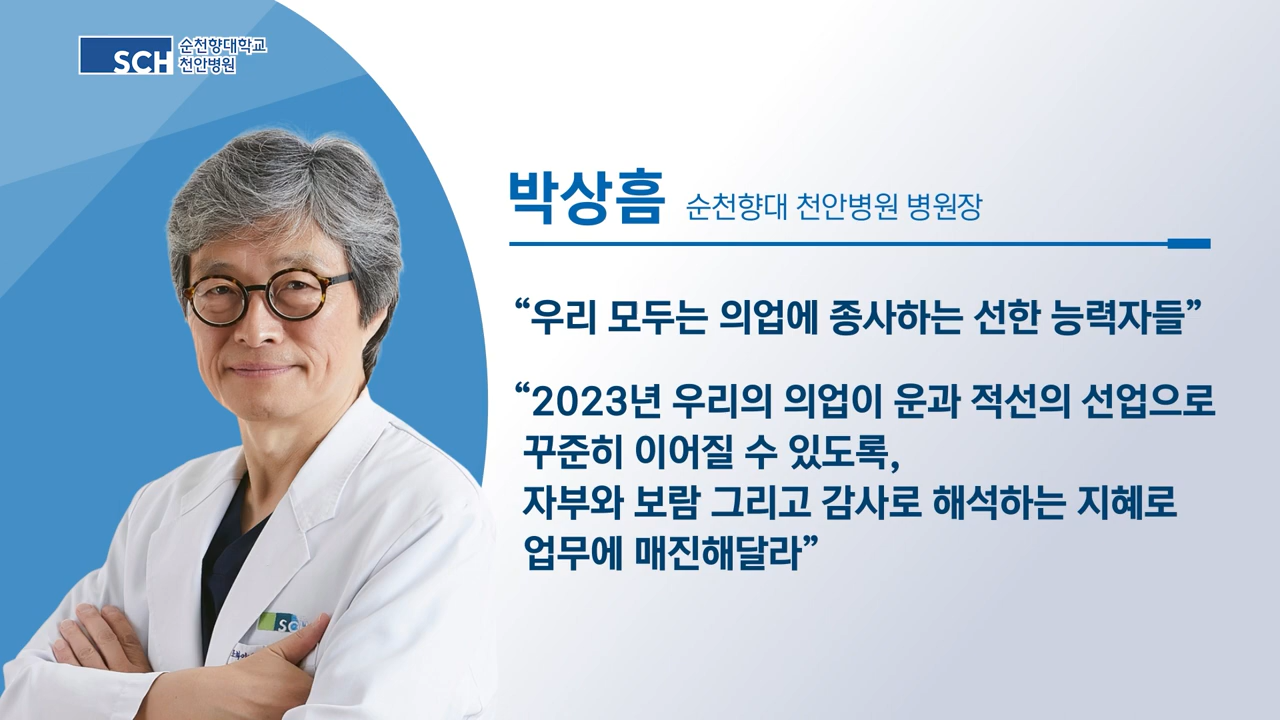 SCH 순천향대학교
천안병원
박상흠 순천향대 천안병원 병원장
“우리 모두는 의업에 종사하는 선한 능력자들”
“2023년 우리의 의업이 운과 적선의 선업으로
꾸준히 이어질 수 있도록,
자부와 보람 그리고 감사로 해석하는 지혜로
업무에 매진해달라”
SCH